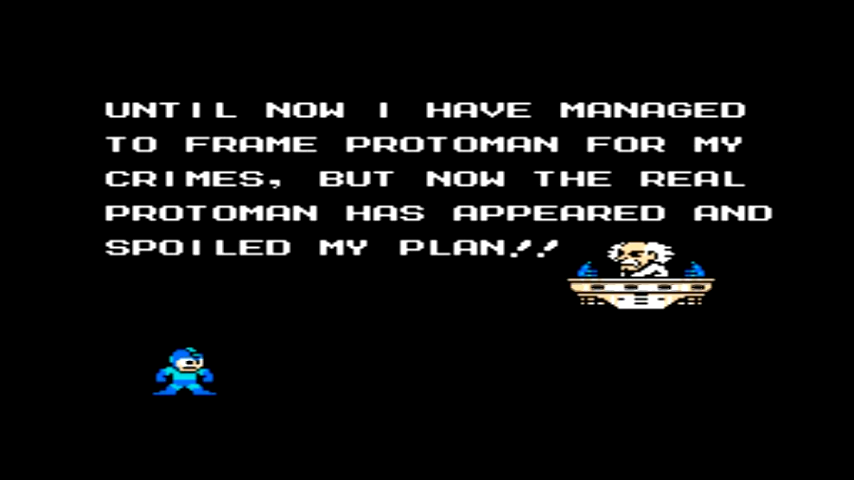 UNTIL NOW I HAVE MANAGED
TO FRAME PROTOMAN FOR MY
CRIMES, BUT NOW THE REAL
PROTOMAN HAS APPEARED AND
SPOILED MY PLAN!!